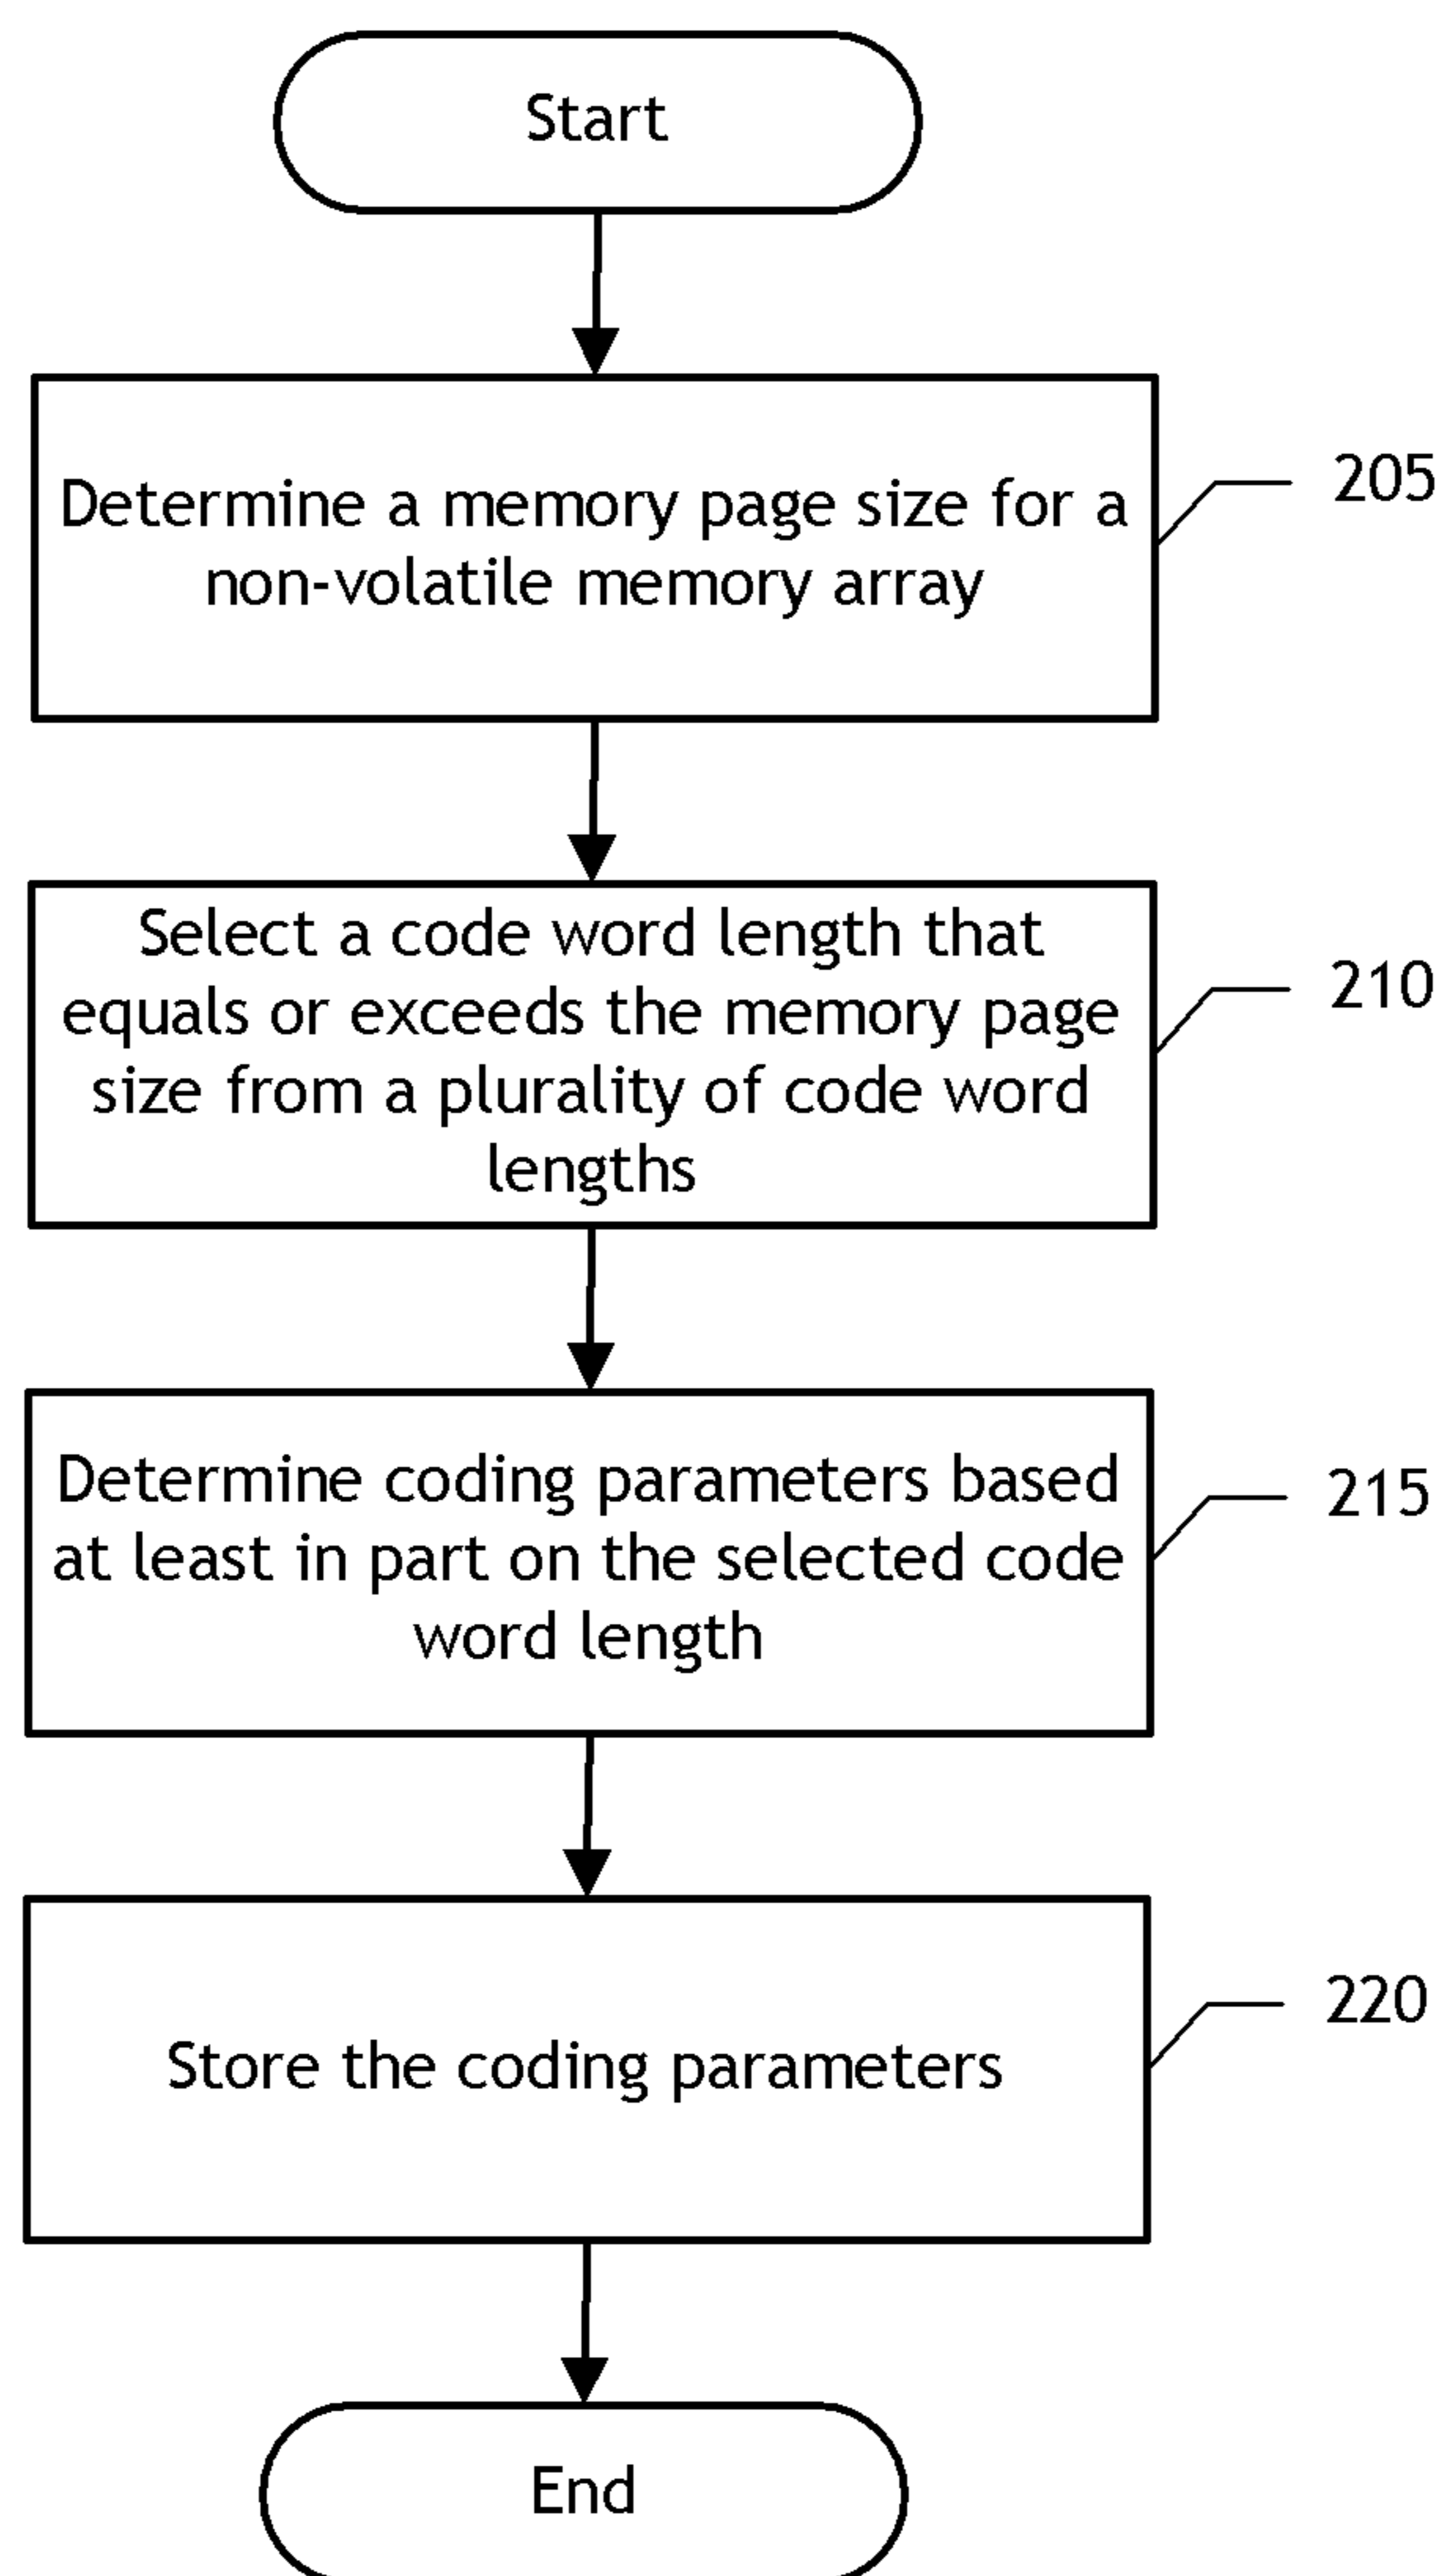 Start
Determine a memory page size for a
non-volatile memory array
205
Select a code word length that
equals or exceeds the memory page
size from a plurality of code word
lengths
210
Determine coding parameters based
at least in part on the selected code
word length
215
Store the coding parameters
220
End